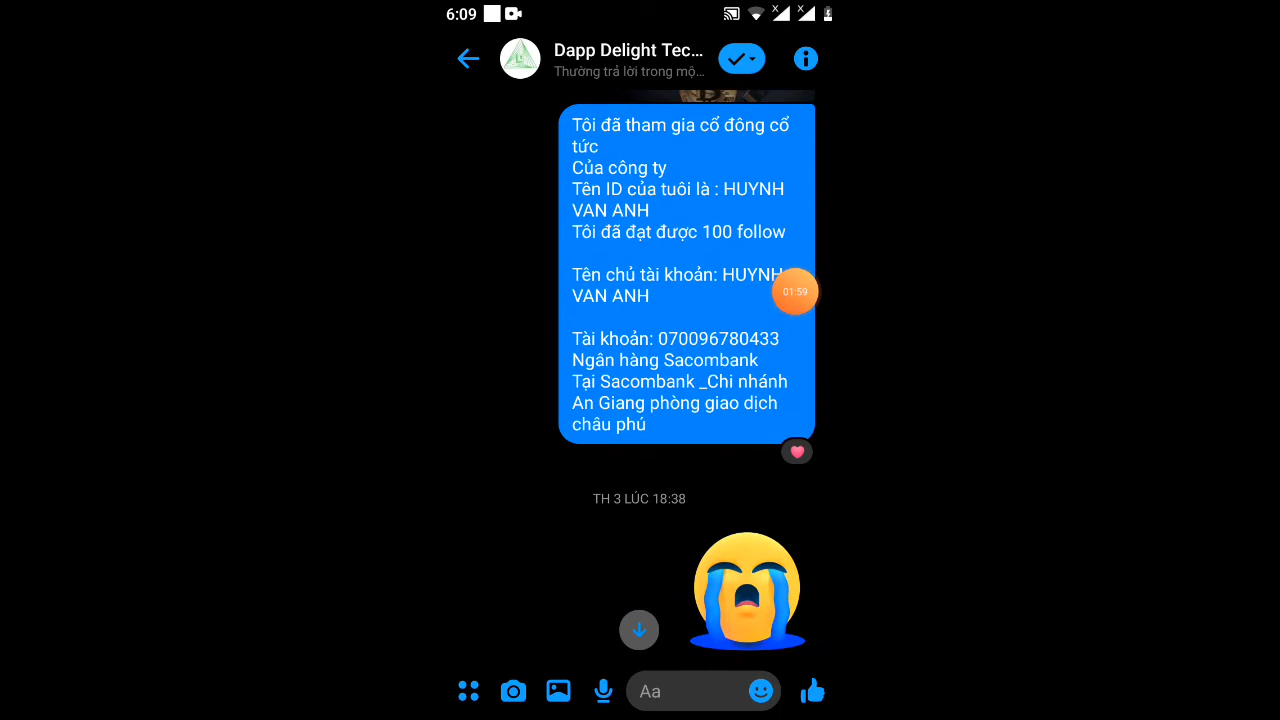 6:09
Dapp Delight Tec...
Thường trả lời trong mộ...
Tôi đã tham gia cổ đông cổ
tức
Của công ty
Tên ID của tuôi là : HUYNH
VAN ANH
Tôi đã đạt được 100 follow
Tên chủ tài khoản: HUYNH
VAN ANH
01:59
Tài khoản: 070096780433
Ngân hàng Sacombank
Tại Sacombank _Chi nhánh
An Giang phòng giao dịch
châu phú
TH 3 LÚC 18:38
Aa